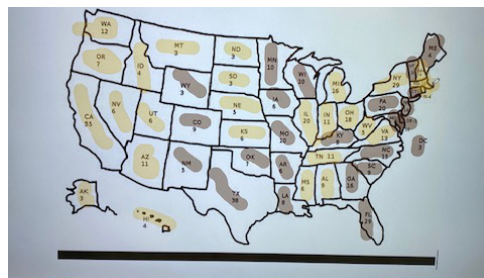 WA
12
OR
7
CA
55
NV
6
ID
4
MT
3
WY
3
UT
6
AZ
11
CO
9
NM
5
ND
3
SD
3
NE
5
KS
6
OK
7
TX
38
MN
10
IA
6
MO
10
AR
6
LA
8
WI
10
IL
20
MI
16
IN
11
OH
18
KY
8
TN 11
MS
6
AL
9
GA
16
FL
29
SC
9
NC
15
VA
13
WV
5
PA
20
NY
29
ME
4
DC
AK
3
HI
4